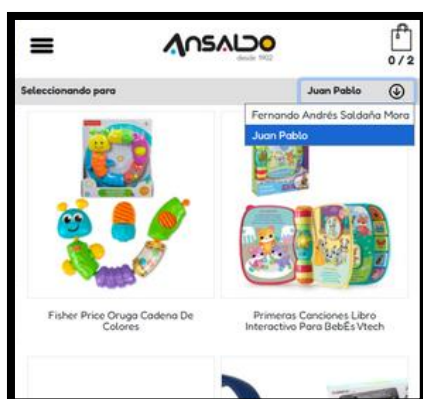 ANSALDO
desde 1902
0 / 2
Seleccionando para
Juan Pablo
Fernando Andrés Saldaña Mora
Juan Pablo
Fisher Price Oruga Cadena De
Colores
Primeras Canciones Libro
Interactivo Para BebÉs Vtech